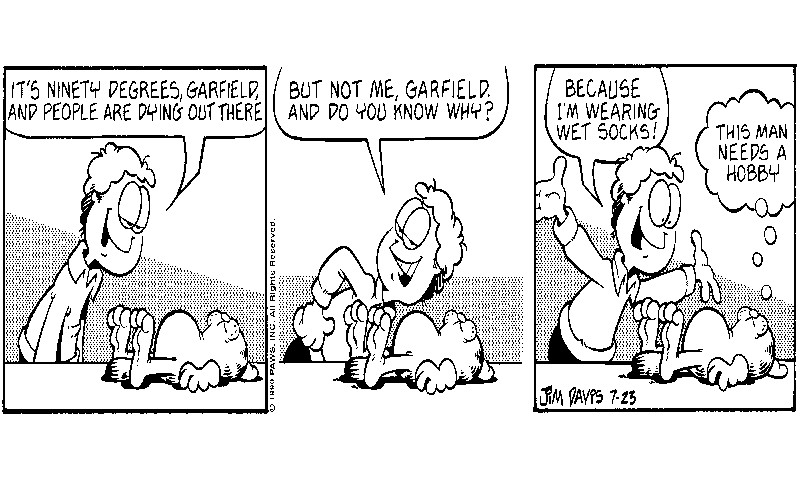 IT'S NINETY DEGREES, GARFIELD,
AND PEOPLE ARE DYING OUT THERE
BUT NOT ME, GARFIELD.
AND DO YOU KNOW WHY?
BECAUSE
I'M WEARING
WET SOCKS!
THIS MAN
NEEDS A
HOBBY
PAWS, INC. All Rights Reserved.
JIM DAVIS 7-23